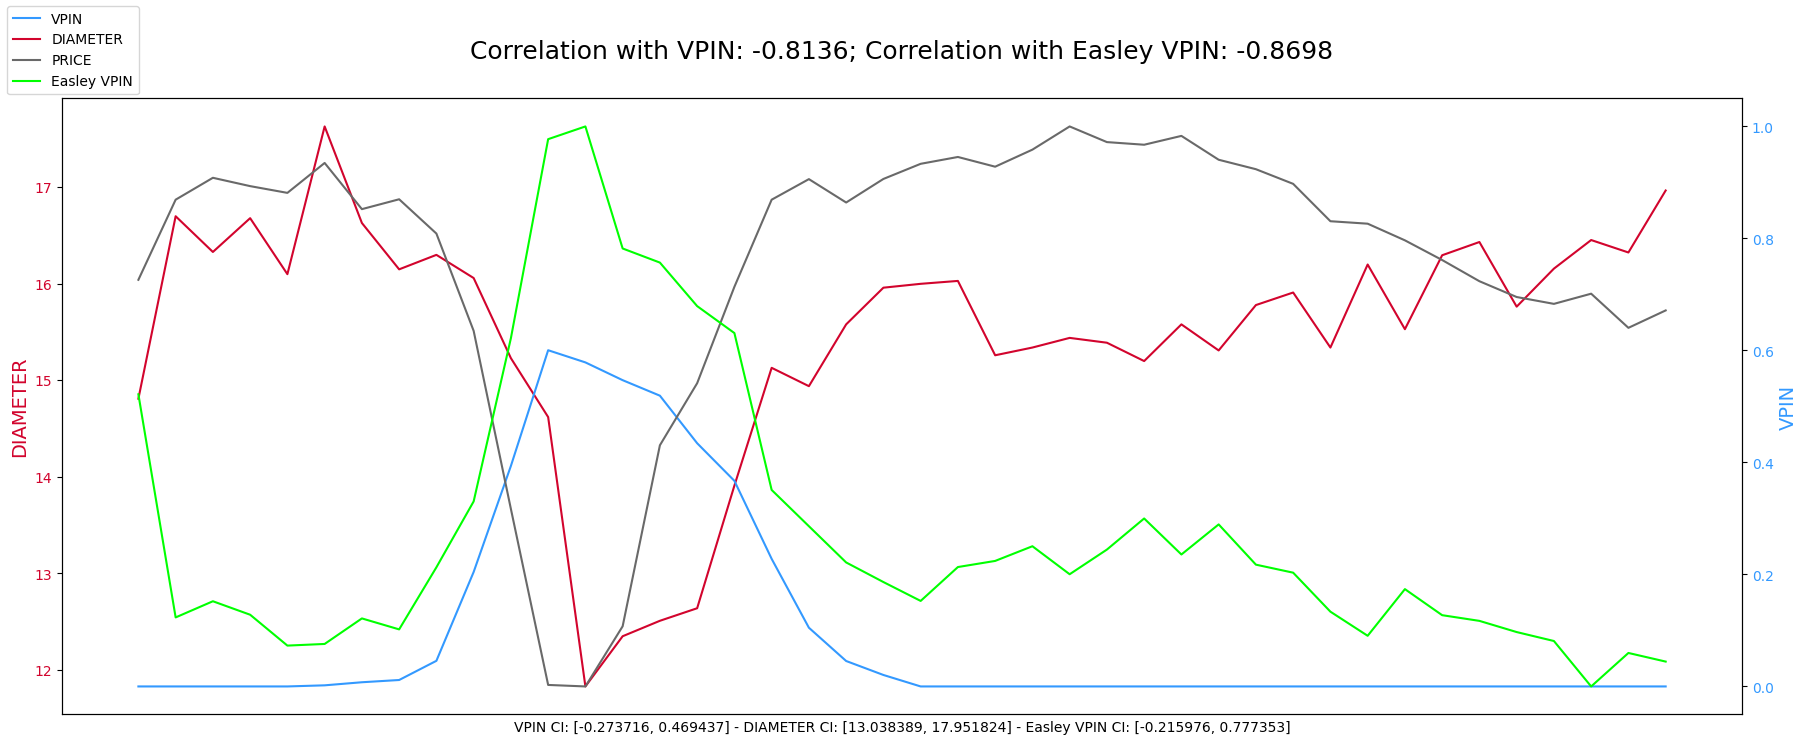 VPIN
DIAMETER
PRICE
Easley VPIN
Correlation with VPIN: -0.8136; Correlation with Easley VPIN: -0.8698
DIAMETER
17
16
15
14
13
12
1.0
0.8
0.6
0.4
0.2
0.0
VPIN
VPIN CI: [-0.273716, 0.469437] - DIAMETER CI: [13.038389, 17.951824] - Easley VPIN CI: [-0.215976, 0.777353]